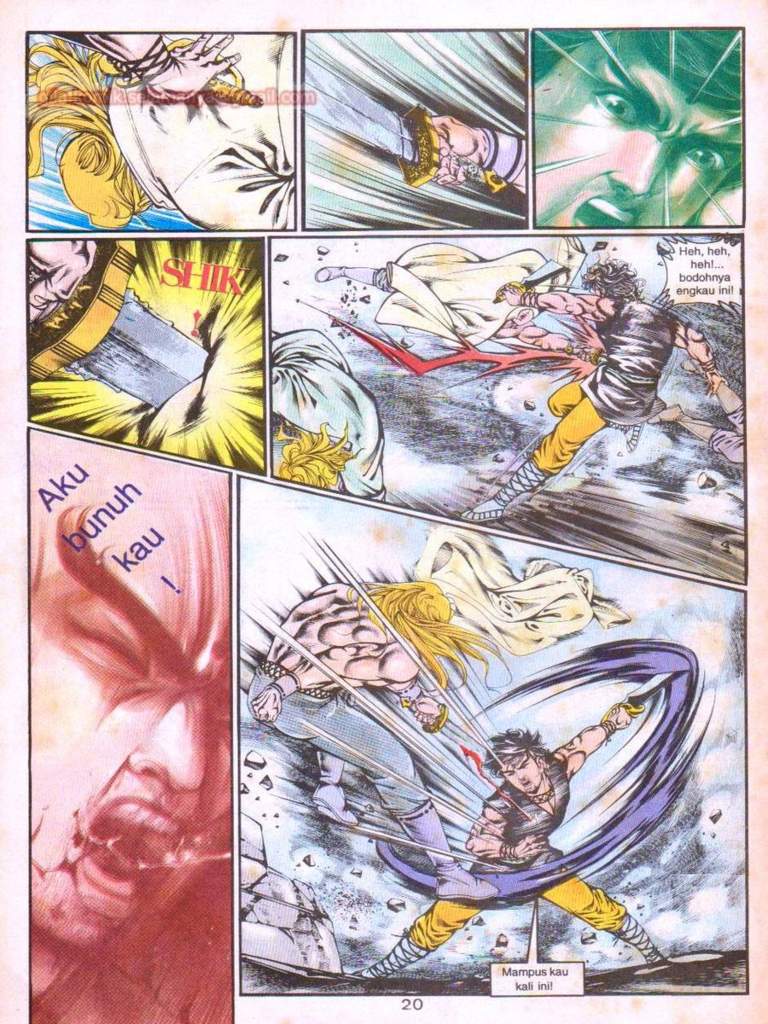 SHIK
!
Heh, heh,
heh!...
bodohnya
engkau ini!
Aku
bunuh
kau
!
Mampus kau
kali ini!
20